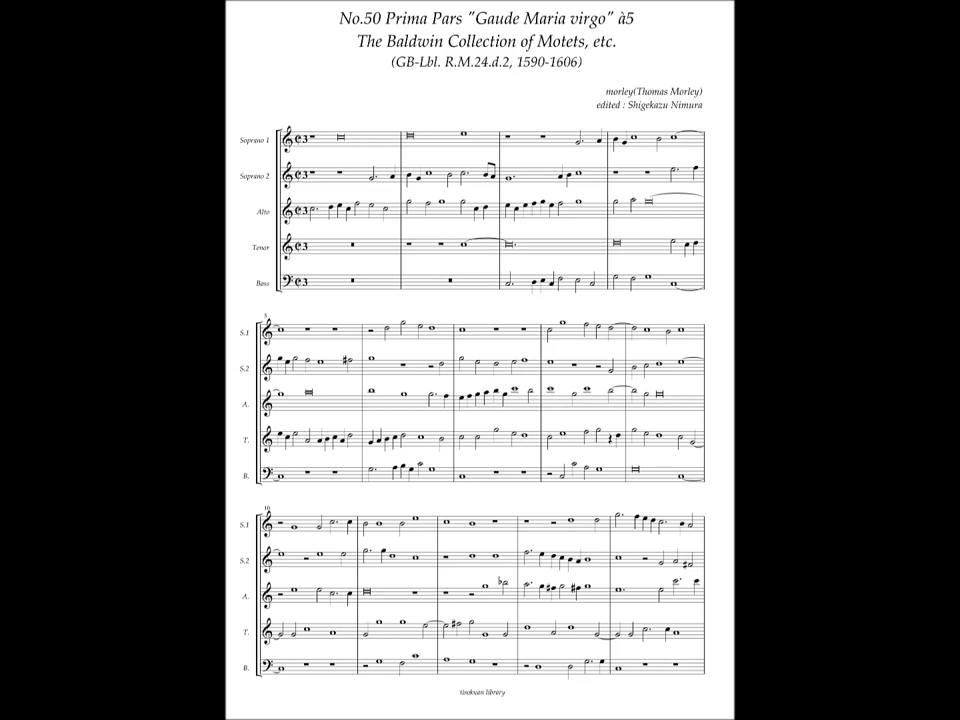 No.50 Prima Pars "Gaude Maria virgo" à5
The Baldwin Collection of Motets, etc.
(GB-Lbl. R.M.24.d.2, 1590-1606)
morley(Thomas Morley)
edited : Shigekazu Nimura
Soprano 1
Soprano 2
Alto
Tenor
Bass
5
S.1
S.2
A.
T.
B.
10
S.1
S.2
A.
T.
B.
tisokuan library